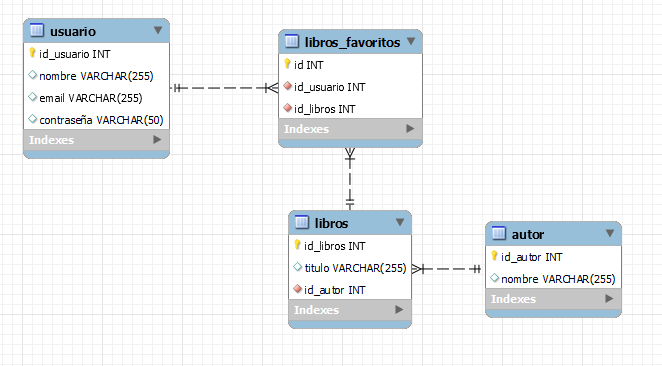 usuario
id_usuario INT
nombre VARCHAR(255)
email VARCHAR(255)
contraseña VARCHAR(50)
Indexes
libros_favoritos
id INT
id_usuario INT
id_libros INT
Indexes
libros
id_libros INT
titulo VARCHAR(255)
id_autor INT
Indexes
autor
id_autor INT
nombre VARCHAR(255)
Indexes